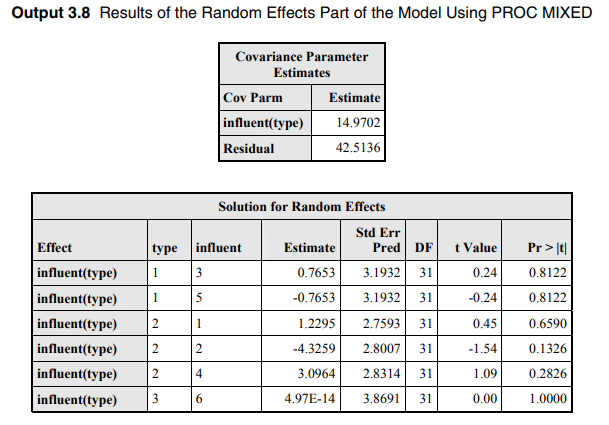 Output 3.8 Results of the Random Effects Part of the Model Using PROC MIXED
Covariance Parameter
Estimates
Cov Parm Estimate
influent(type) 14.9702
Residual 42.5136
Solution for Random Effects
Effect type influent Estimate Std Err Pred DF t Value Pr > |t|
influent(type) 1 3 0.7653 3.1932 31 0.24 0.8122
influent(type) 1 5 -0.7653 3.1932 31 -0.24 0.8122
influent(type) 2 1 1.2295 2.7593 31 0.45 0.6590
influent(type) 2 2 -4.3259 2.8007 31 -1.54 0.1326
influent(type) 2 4 3.0964 2.8314 31 1.09 0.2826
influent(type) 3 6 4.97E-14 3.8691 31 0.00 1.0000